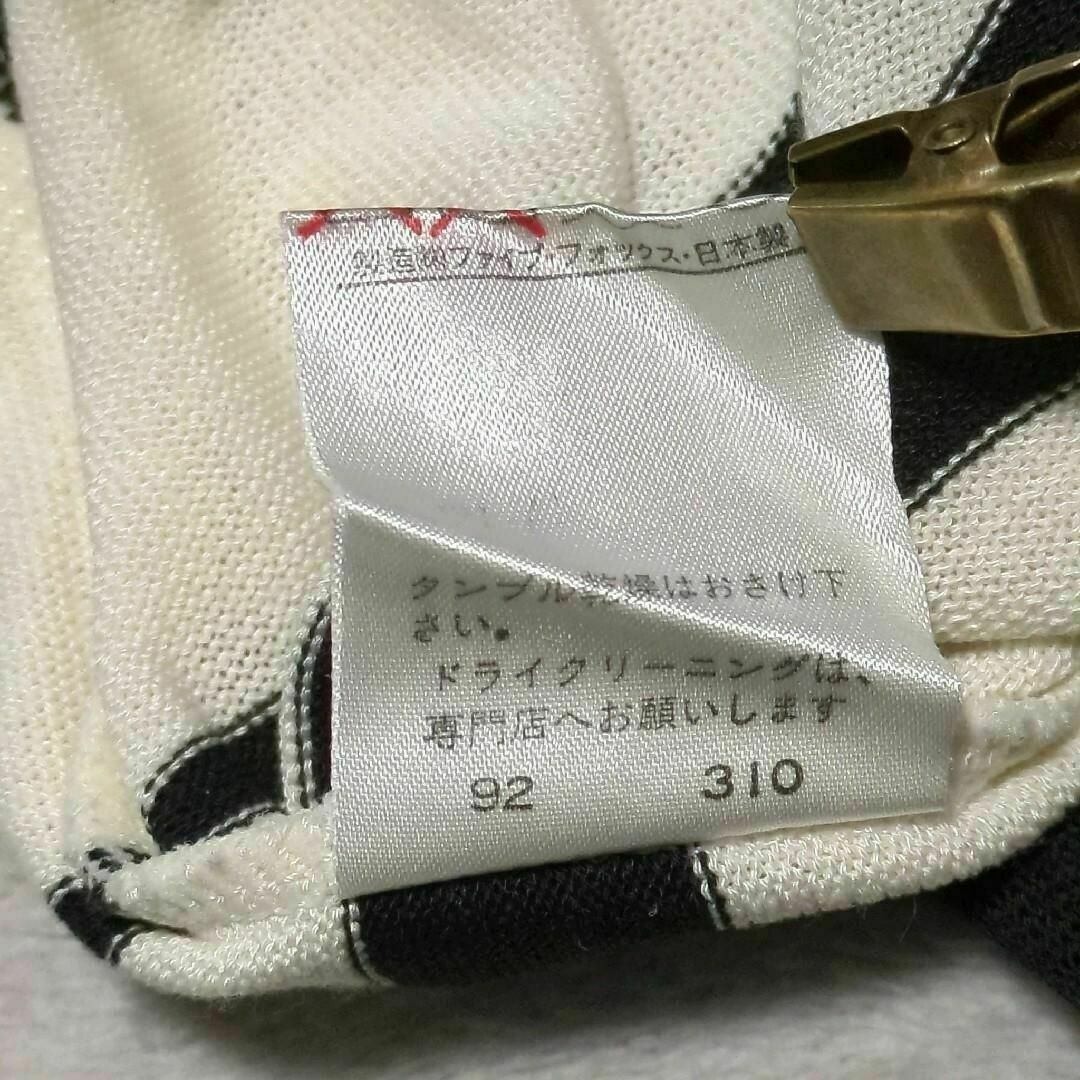 ファイブ・フォックス・日本製
タンブル乾燥はおさけ下
さい。
ドライクリーニングは、
専門店へお願いします
92 310